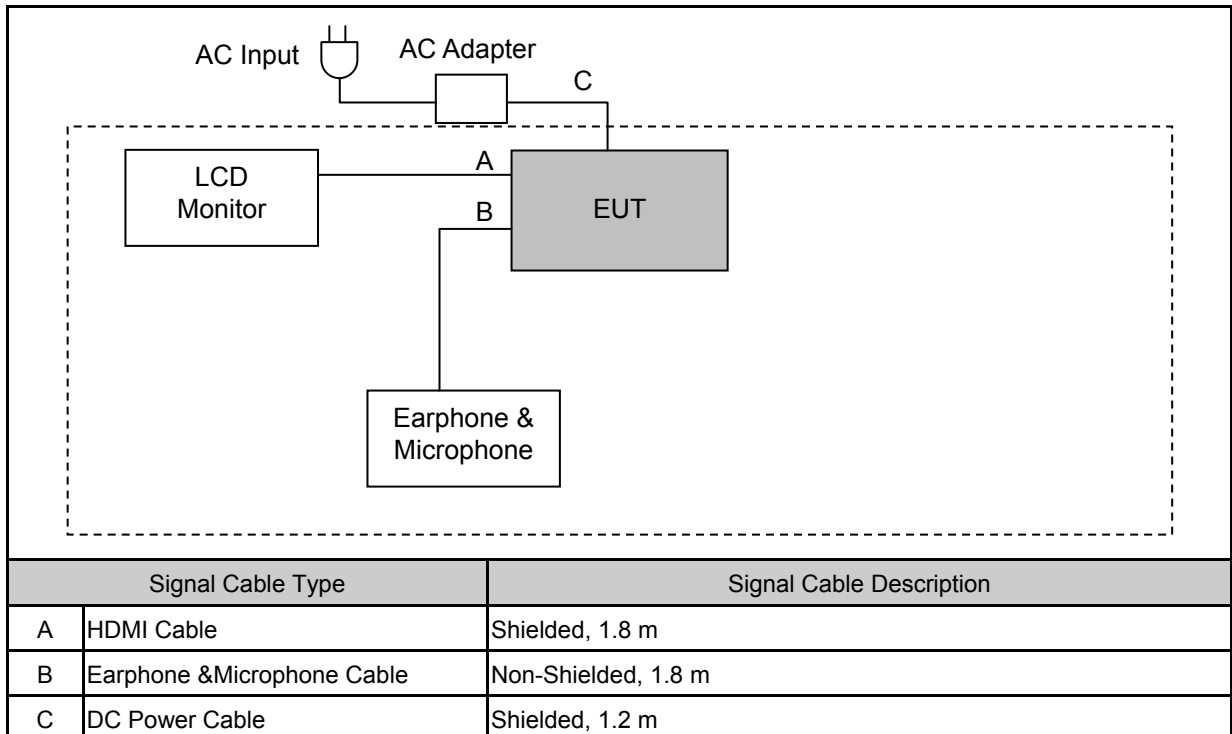 AC Input
AC Adapter
C
LCD
Monitor
A
B
EUT
Earphone &
Microphone
Signal Cable Type Signal Cable Description
A HDMI Cable Shielded, 1.8 m
B Earphone &Microphone Cable Non-Shielded, 1.8 m
C DC Power Cable Shielded, 1.2 m